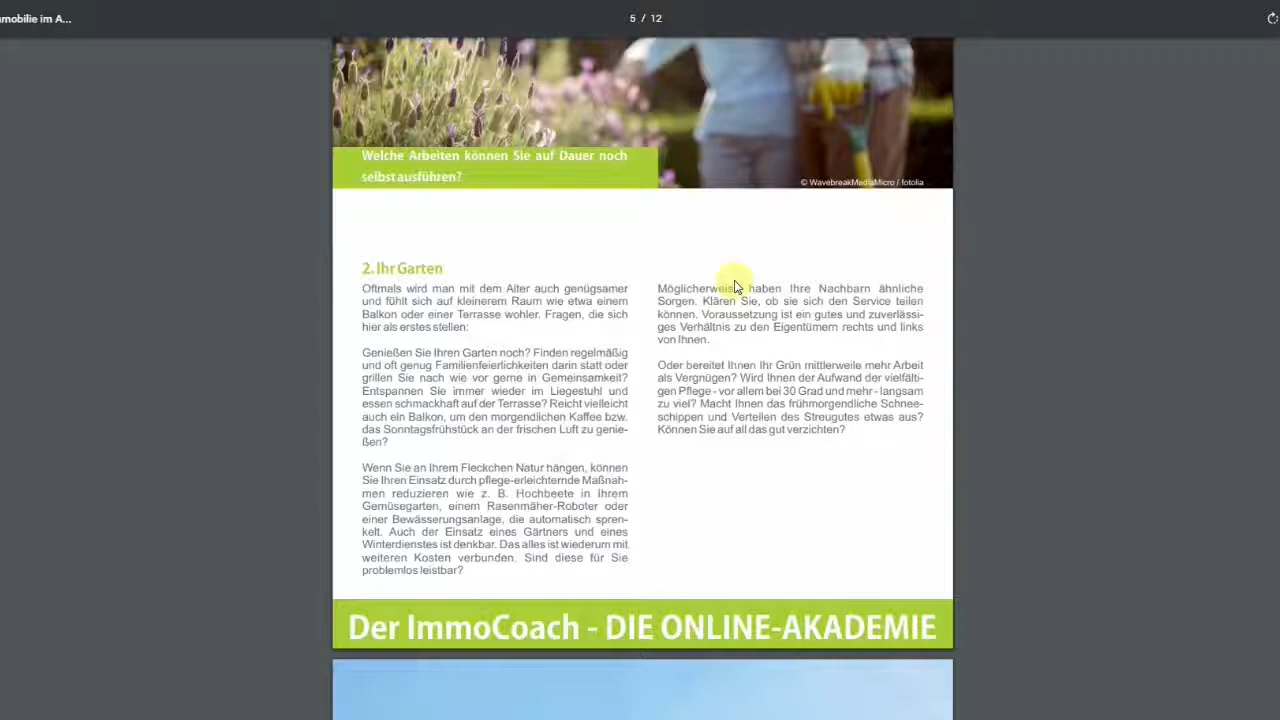 mobilie im A...
5 / 12
Welche Arbeiten können Sie auf Dauer noch
selbst ausführen?
© WavebreakMediaMicro / fotolia
2. Ihr Garten
Oftmals wird man mit dem Alter auch genügsamer
und fühlt sich auf kleinerem Raum wie etwa einem
Balkon oder einer Terrasse wohler. Fragen, die sich
hier als erstes stellen:
Genießen Sie Ihren Garten noch? Finden regelmäßig
und oft genug Familienfeierlichkeiten darin statt oder
grillen Sie nach wie vor gerne in Gemeinsamkeit?
Entspannen Sie immer wieder im Liegestuhl und
essen schmackhaft auf der Terrasse? Reicht vielleicht
auch ein Balkon, um den morgendlichen Kaffee bzw.
das Sonntagsfrühstück an der frischen Luft zu genie-
ßen?
Wenn Sie an Ihrem Fleckchen Natur hängen, können
Sie Ihren Einsatz durch pflege-erleichternde Maßnah-
men reduzieren wie z. B. Hochbeete in Ihrem
Gemüsegarten, einem Rasenmäher-Roboter oder
einer Bewässerungsanlage, die automatisch spren-
kelt. Auch der Einsatz eines Gärtners und eines
Winterdienstes ist denkbar. Das alles ist wiederum mit
weiteren Kosten verbunden. Sind diese für Sie
problemlos leistbar?
Möglicherweise haben Ihre Nachbarn ähnliche
Sorgen. Klären Sie, ob sie sich den Service teilen
können. Voraussetzung ist ein gutes und zuverlässi-
ges Verhältnis zu den Eigentümern rechts und links
von Ihnen.
Oder bereitet Ihnen Ihr Grün mittlerweile mehr Arbeit
als Vergnügen? Wird Ihnen der Aufwand der vielfälti-
gen Pflege - vor allem bei 30 Grad und mehr - langsam
zu viel? Macht Ihnen das frühmorgendliche Schnee-
schippen und Verteilen des Streugutes etwas aus?
Können Sie auf all das gut verzichten?
Der ImmoCoach - DIE ONLINE-AKADEMIE